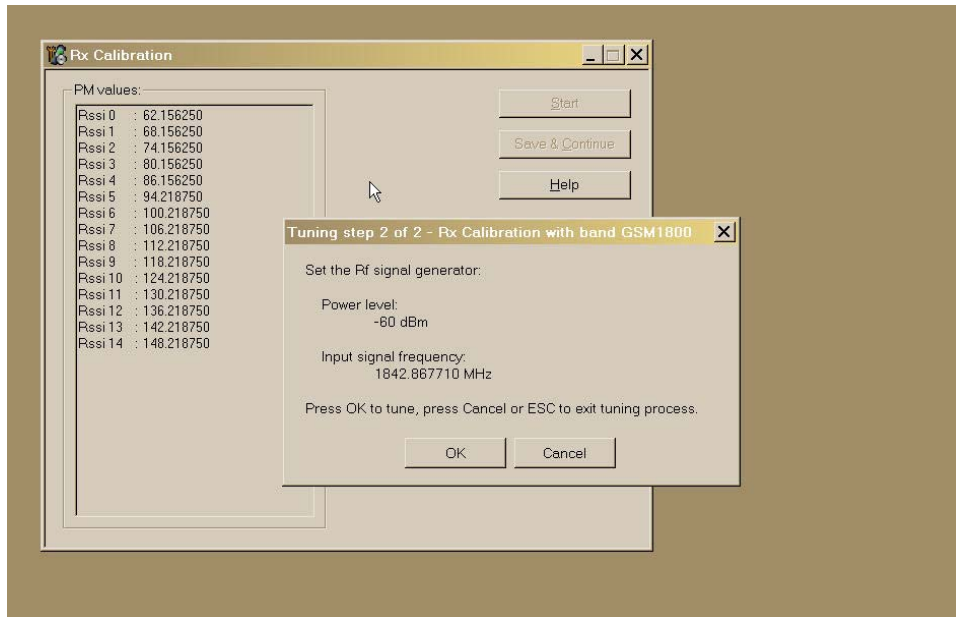 Rx Calibration
PM values:
Rssi 0 : 62.156250
Rssi 1 : 68.156250
Rssi 2 : 74.156250
Rssi 3 : 80.156250
Rssi 4 : 86.156250
Rssi 5 : 94.218750
Rssi 6 : 100.218750
Rssi 7 : 106.218750
Rssi 8 : 112.218750
Rssi 9 : 118.218750
Rssi 10 : 124.218750
Rssi 11 : 130.218750
Rssi 12 : 136.218750
Rssi 13 : 142.218750
Rssi 14 : 148.218750
Start
Save & Continue
Help
Tuning step 2 of 2 - Rx Calibration with band GSM1800
Set the Rf signal generator:
Power level:
-60 dBm
Input signal frequency:
1842.867710 MHz
Press OK to tune, press Cancel or ESC to exit tuning process.
OK
Cancel